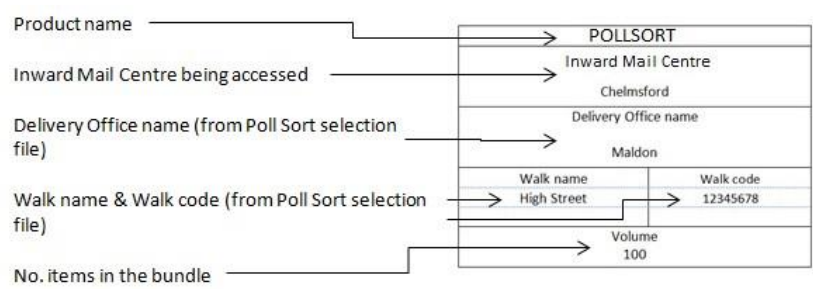 Product name
Inward Mail Centre being accessed
Delivery Office name (from Poll Sort selection
file)
Walk name & Walk code (from Poll Sort selection
file)
No. items in the bundle
POLLSORT
Inward Mail Centre
Chelmsford
Delivery Office name
Maldon
Walk name Walk code
High Street 12345678
Volume
100